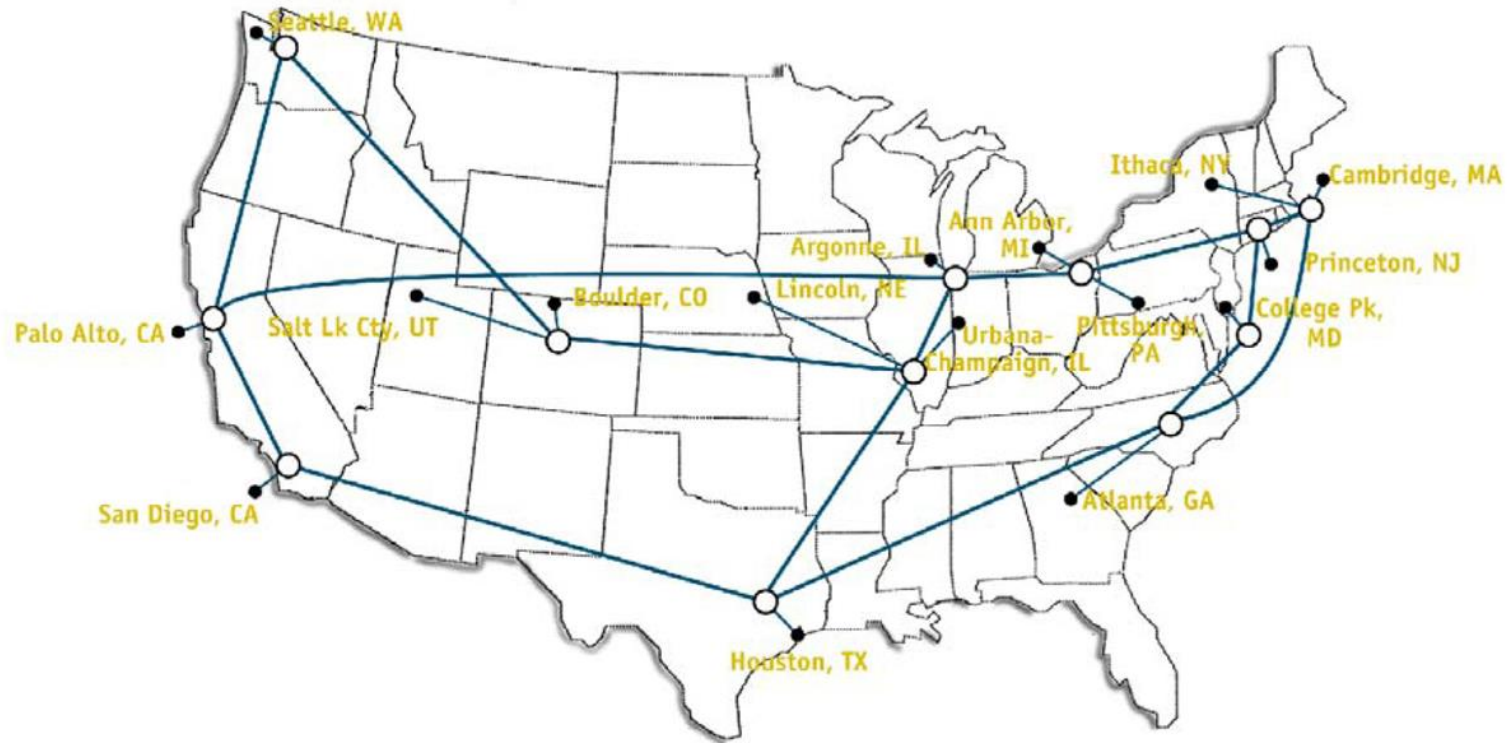 Seattle, WA
Ithaca, NY
Cambridge, MA
Ann Arbor,
MI
Argonne, IL
Princeton, NJ
Lincoln, NE
Boulder, CO
College Pk,
MD
Salt Lk Cty, UT
Palo Alto, CA
Pittsburgh,
PA
Urbana-
Champaign, IL
Atlanta, GA
San Diego, CA
Houston, TX